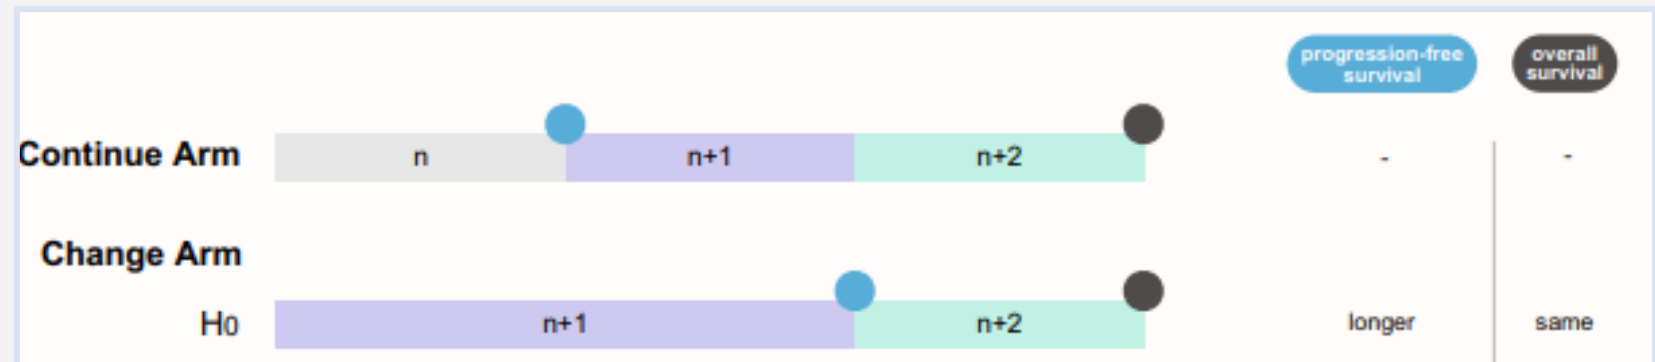 progression-free
survival
overall
survival
Continue Arm n n+1 n+2 - -
Change Arm
H0 n+1 n+2 longer same